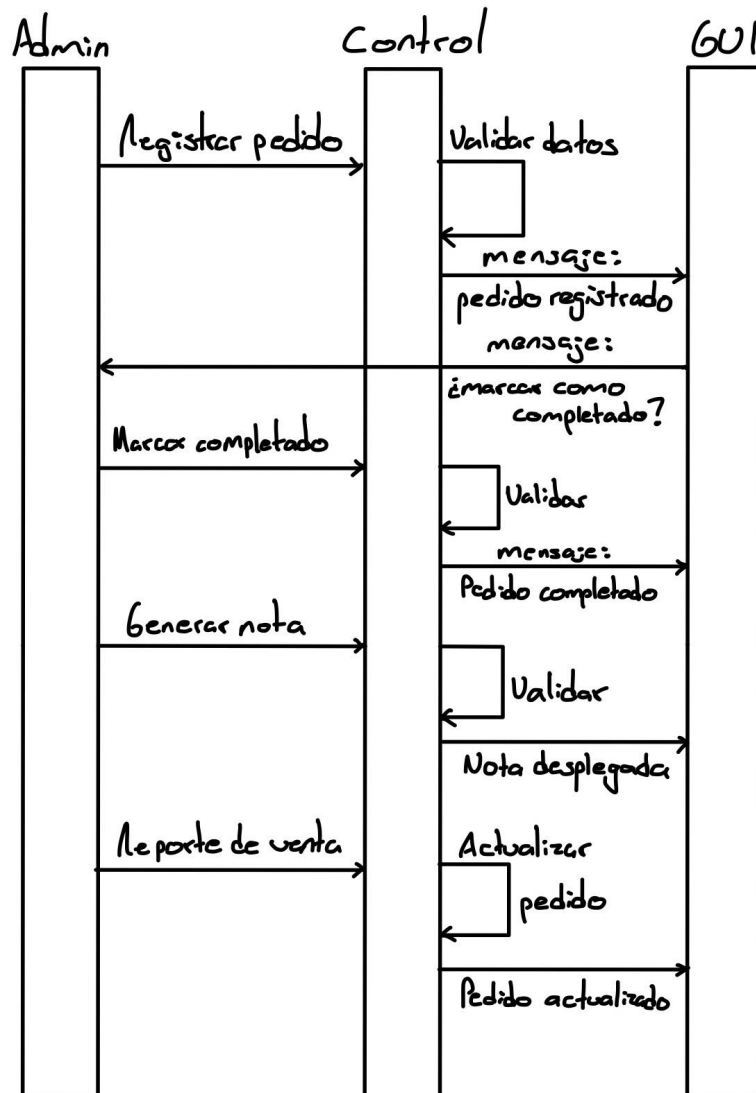 Admin
Control
GUI
Registrar pedido
Validar datos
mensaje:
pedido registrado
mensaje:
¿marcar como
completado?
Marcar completado
Validar
mensaje:
Pedido completado
Generar nota
Validar
Nota desplegada
Reporte de venta
Actualizar
pedido
Pedido actualizado